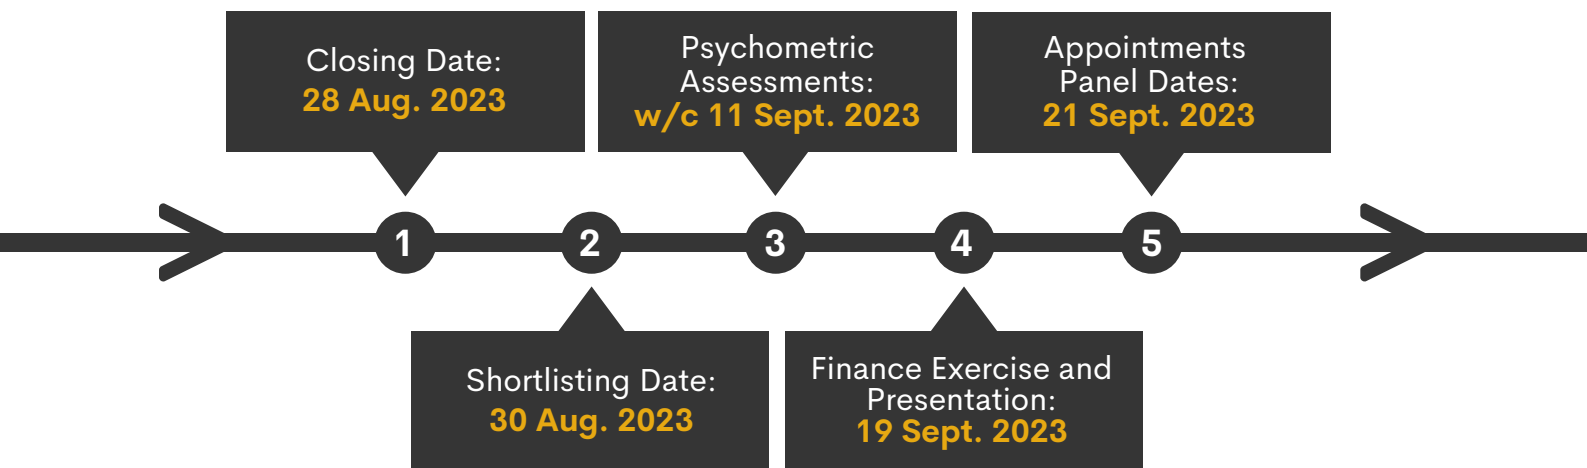 Closing Date:
28 Aug. 2023
Psychometric
Assessments:
w/c 11 Sept. 2023
Appointments
Panel Dates:
21 Sept. 2023
1
2
3
4
5
Shortlisting Date:
30 Aug. 2023
Finance Exercise and
Presentation:
19 Sept. 2023